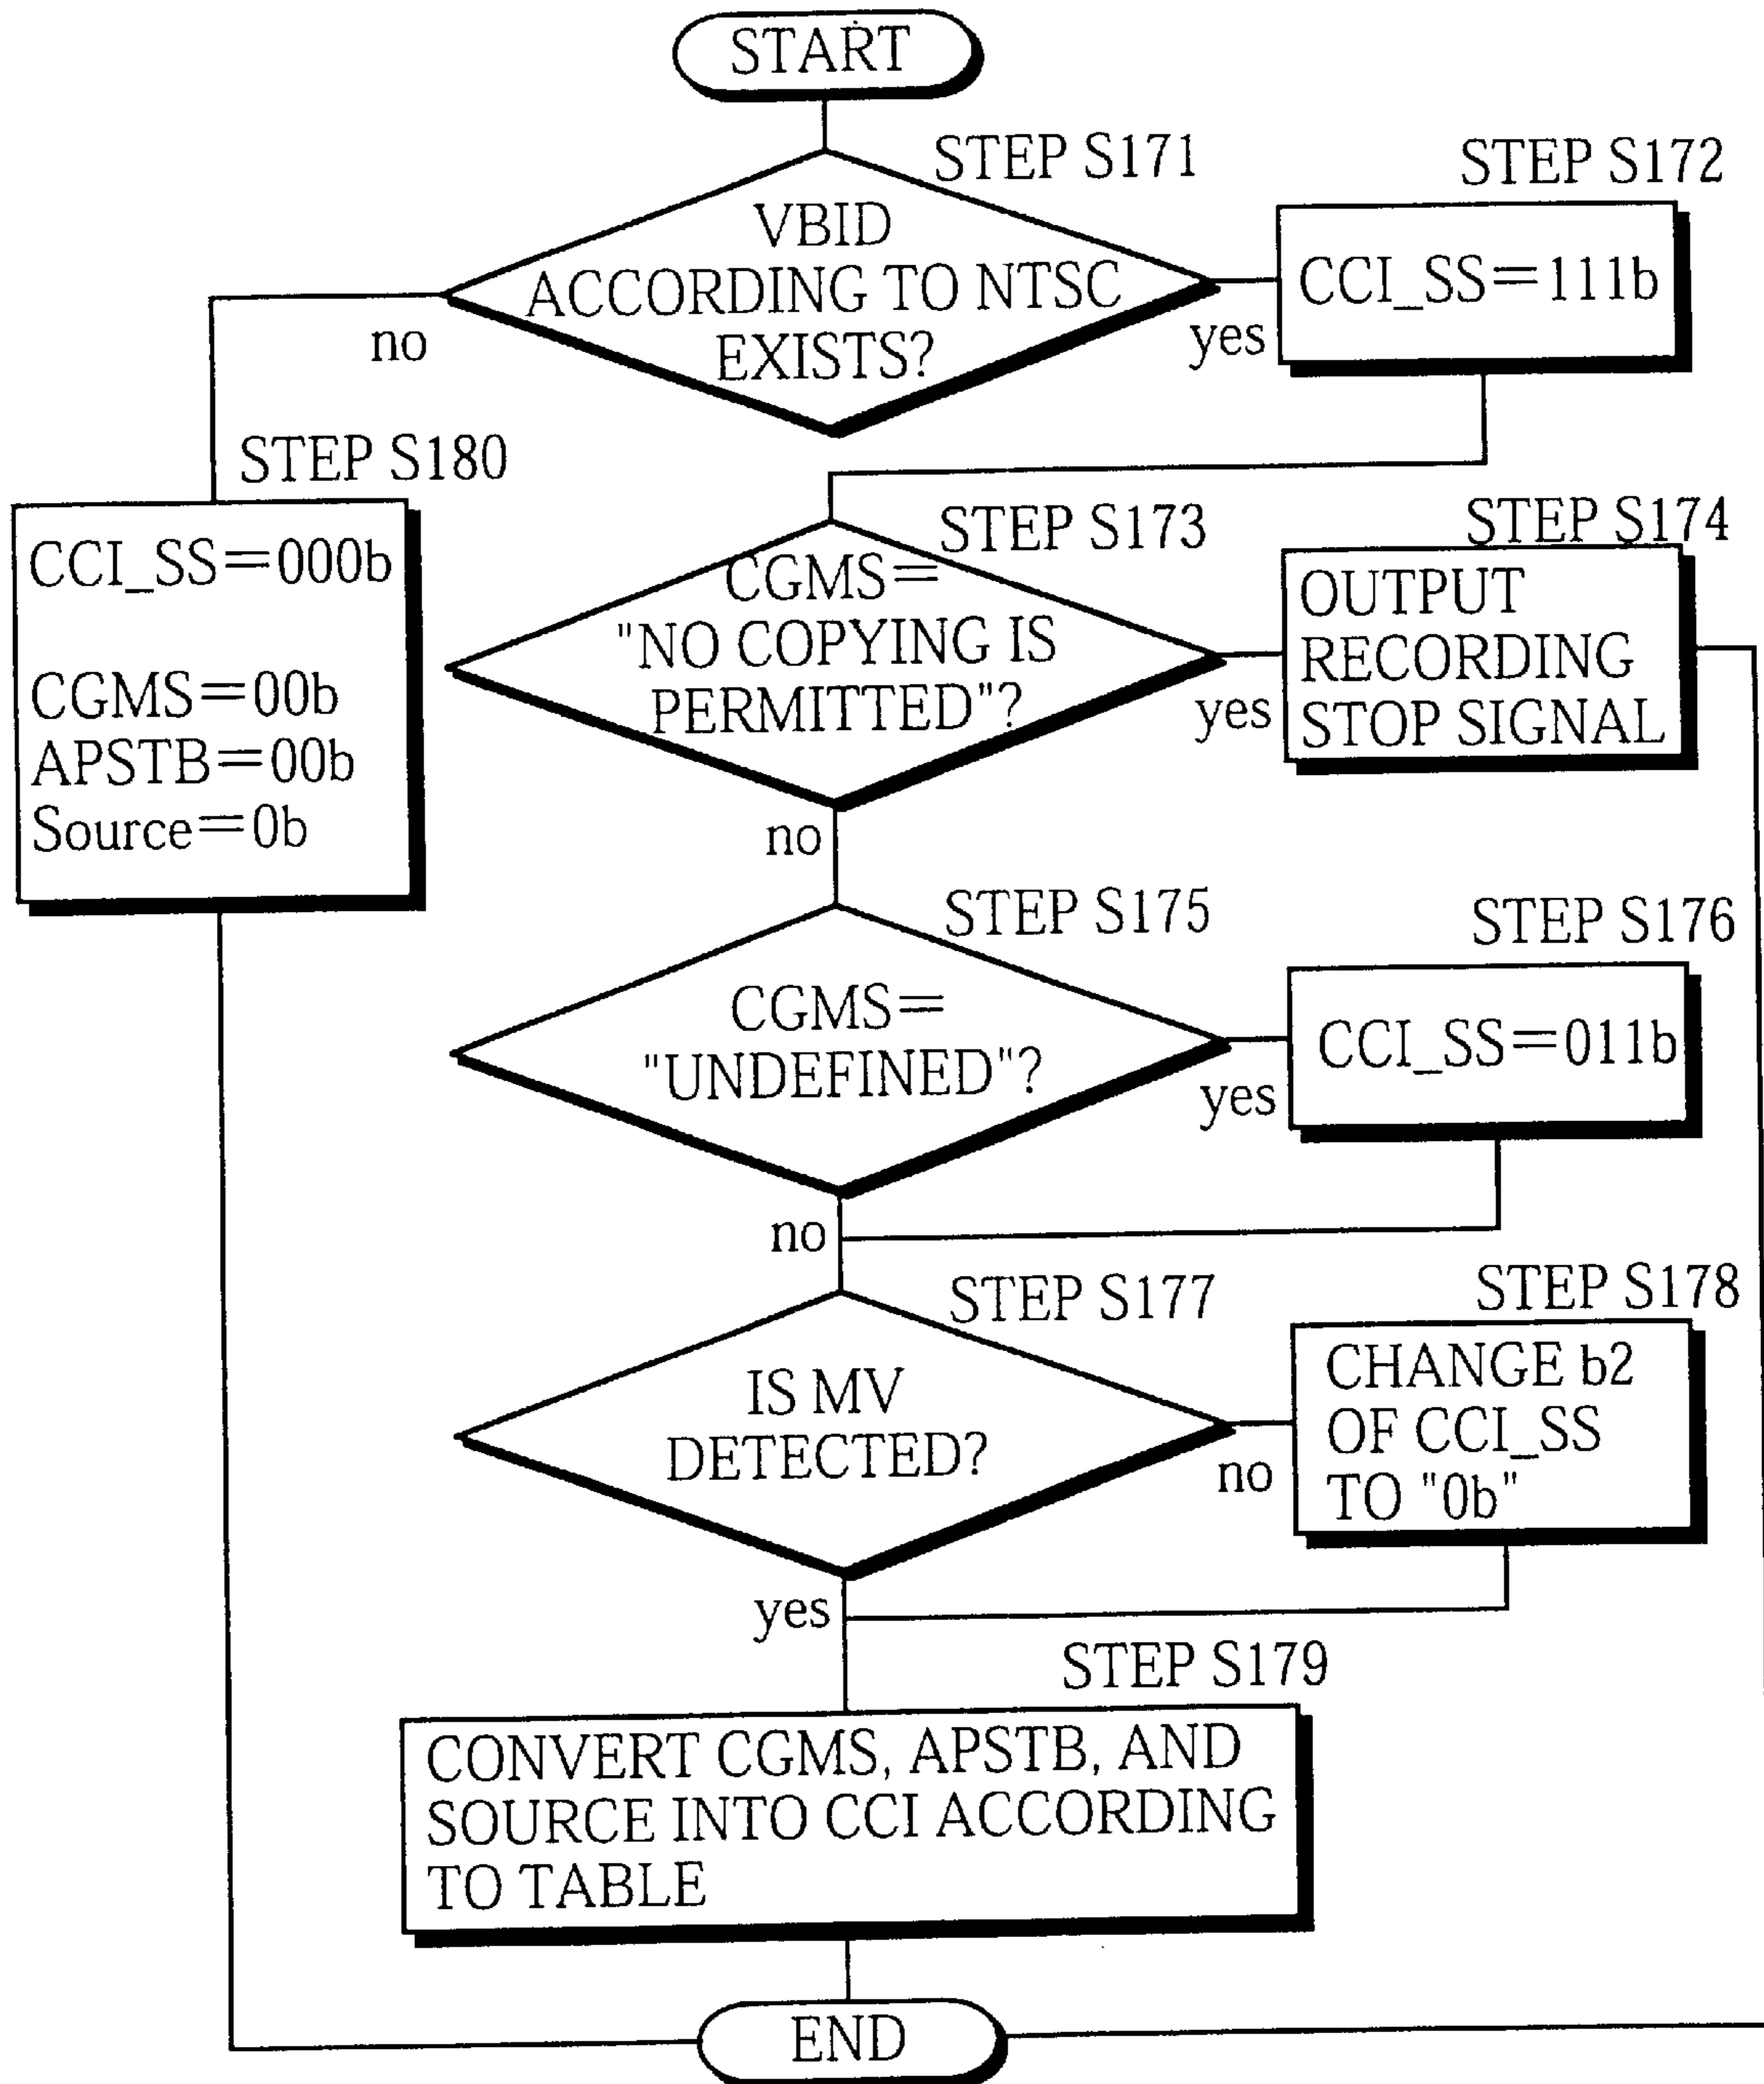 START
STEP S171
VBID
ACCORDING TO NTSC
EXISTS?
no
yes
STEP S172
CCI_SS=111b
STEP S180
CCI_SS=000b
CGMS=00b
APSTB=00b
Source=0b
STEP S173
CGMS=
"NO COPYING IS
PERMITTED"?
yes
no
STEP S174
OUTPUT
RECORDING
STOP SIGNAL
STEP S175
CGMS=
"UNDEFINED"?
yes
no
STEP S176
CCI_SS=011b
STEP S177
IS MV
DETECTED?
no
yes
STEP S178
CHANGE b2
OF CCI_SS
TO "0b"
STEP S179
CONVERT CGMS, APSTB, AND
SOURCE INTO CCI ACCORDING
TO TABLE
END